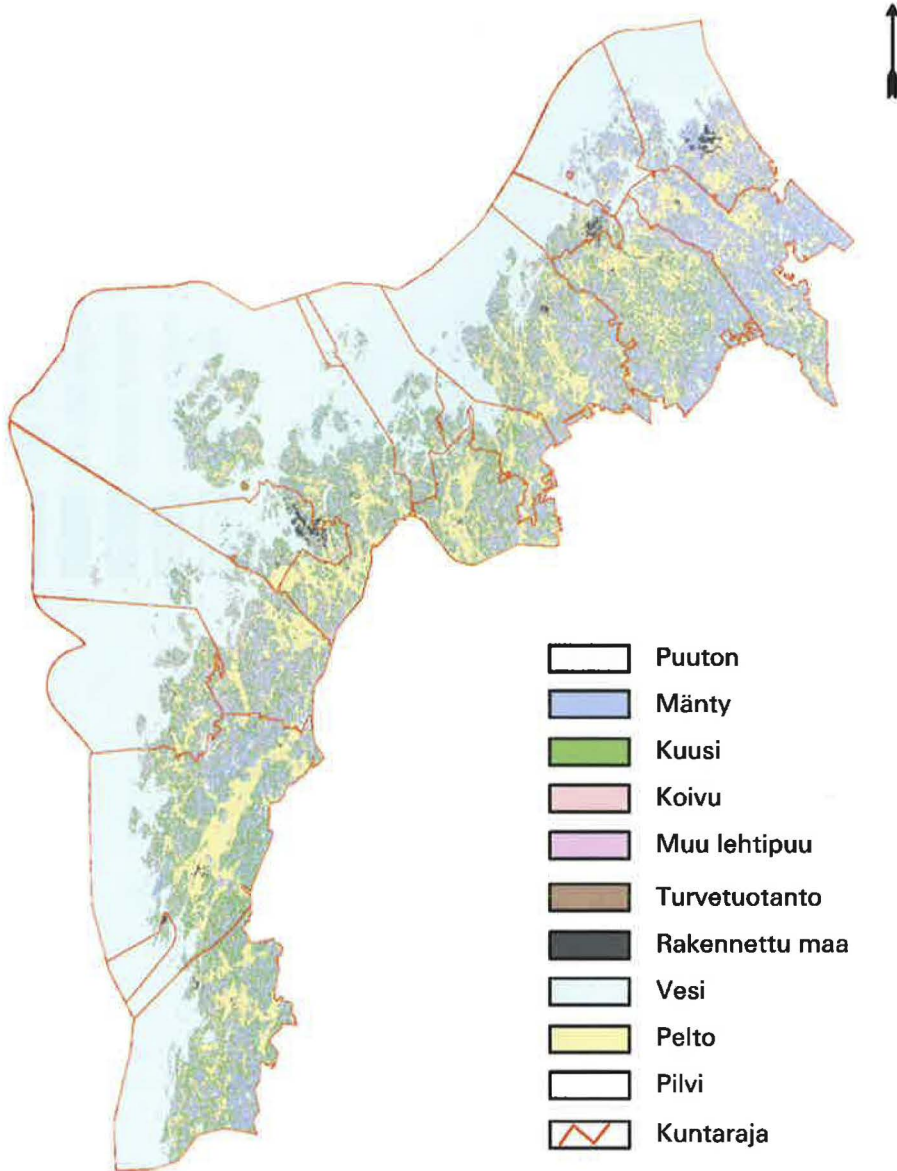 Puuton
Mänty
Kuusi
Koivu
Muu lehtipuu
Turvetuotanto
Rakennettu maa
Vesi
Pelto
Pilvi
Kuntaraja